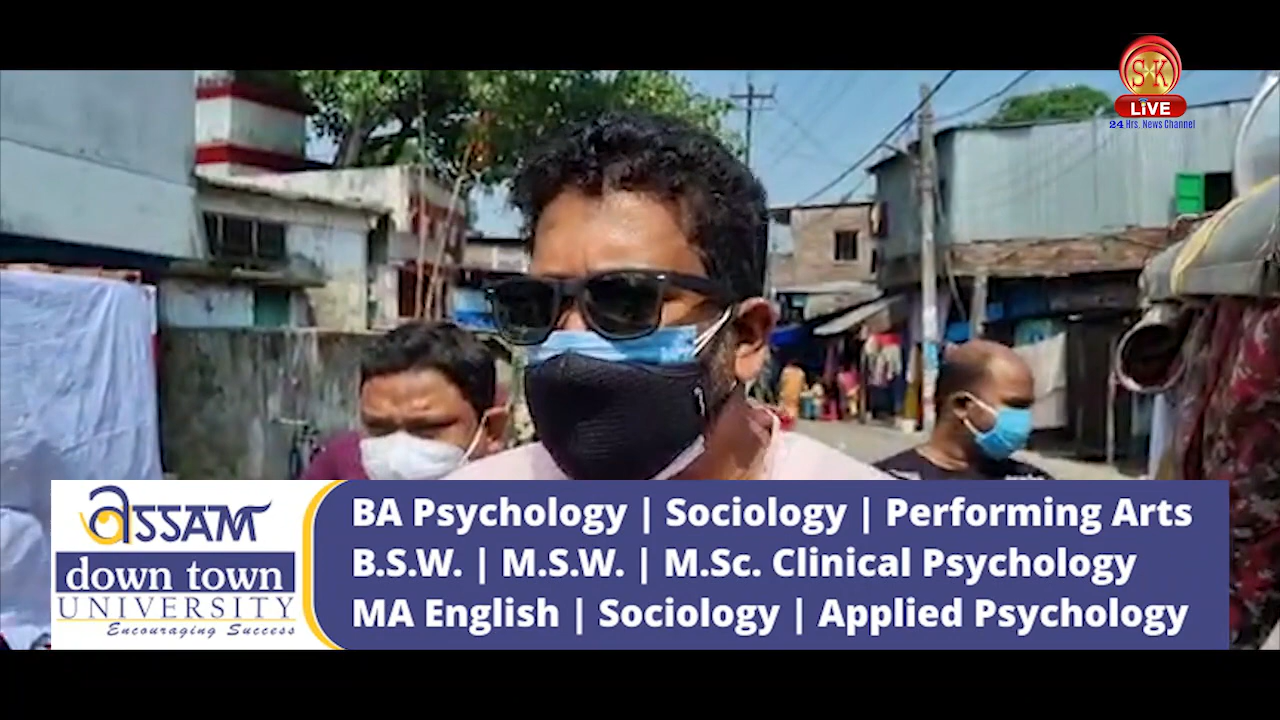 S K
LIVE
24 Hrs. News Channel
অSSAM
down town
UNIVERSITY
Encouraging Success
BA Psychology | Sociology | Performing Arts
B.S.W. | M.S.W. | M.Sc. Clinical Psychology
MA English | Sociology | Applied Psychology